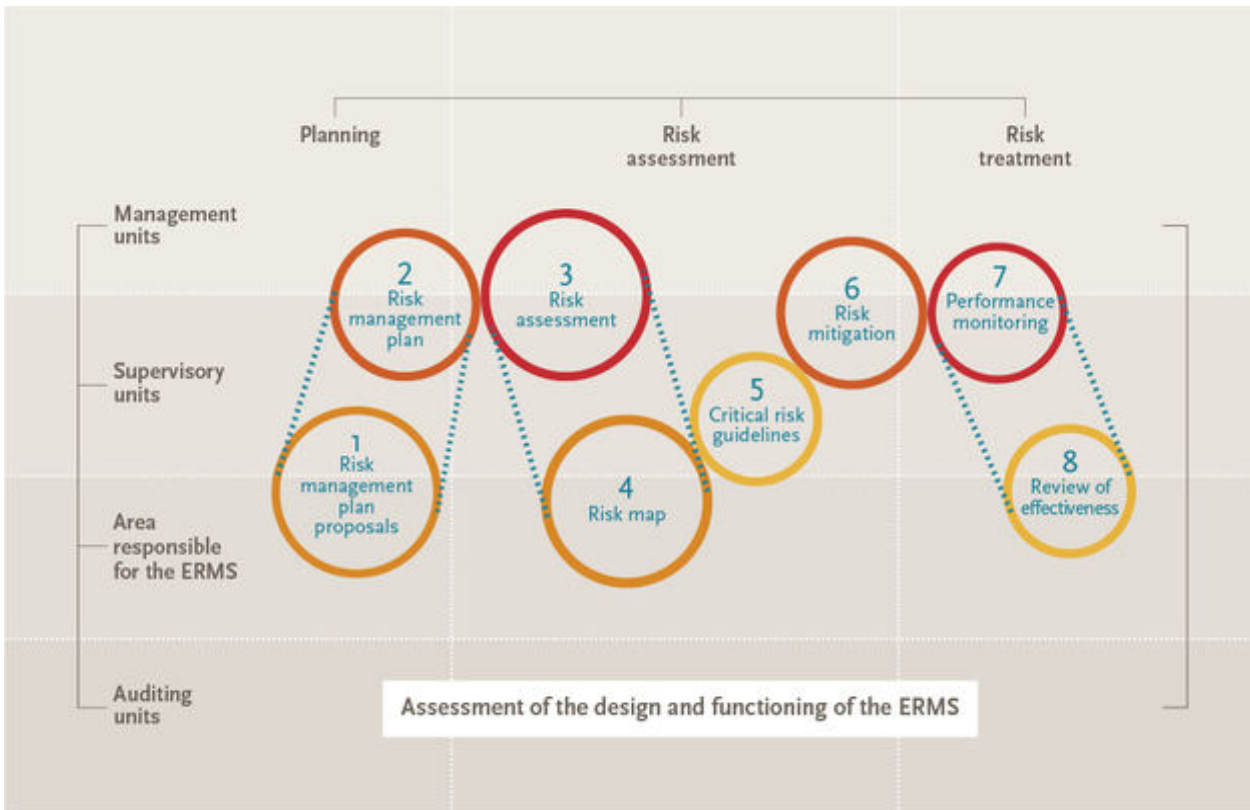 Planning
Risk
assessment
Risk
treatment
Management
units
2
Risk
management
plan
3
Risk
assessment
6
Risk
mitigation
7
Performance
monitoring
Supervisory
units
5
Critical risk
guidelines
1
Risk
management
plan
proposals
4
Risk map
8
Review of
effectiveness
Area
responsible
for the ERMS
Auditing
units
Assessment of the design and functioning of the ERMS